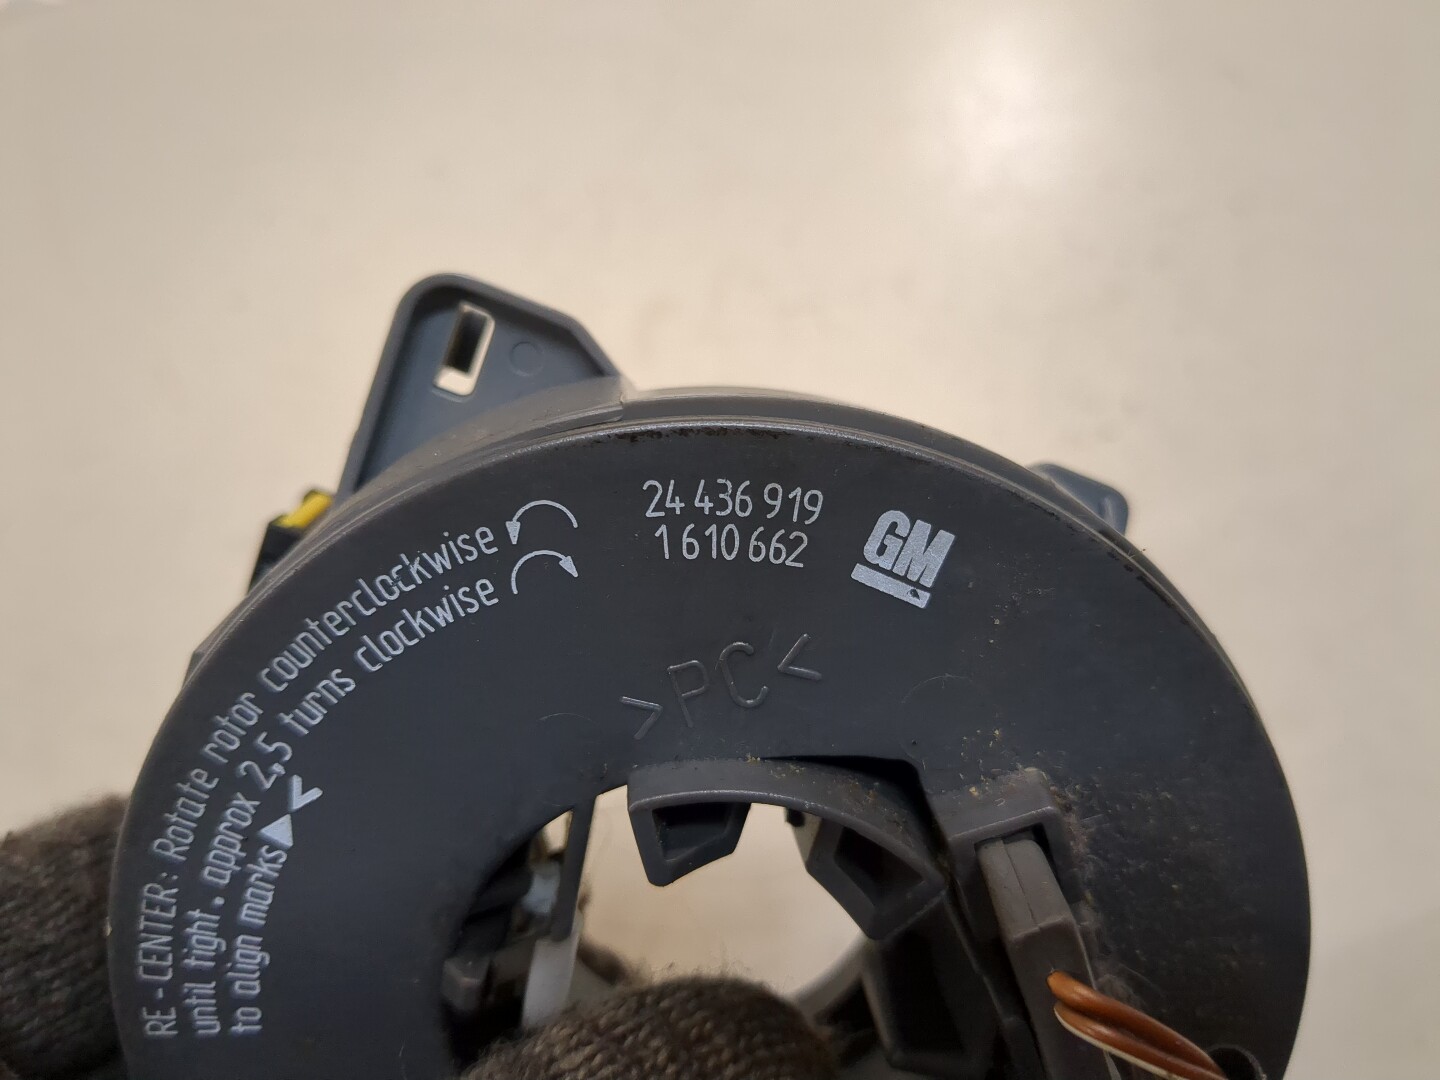 24 436 919
1 610 662
GM
>PC<
RE-CENTER: Rotate rotor counterclockwise
until tight. approx 2,5 turns clockwise
to align marks